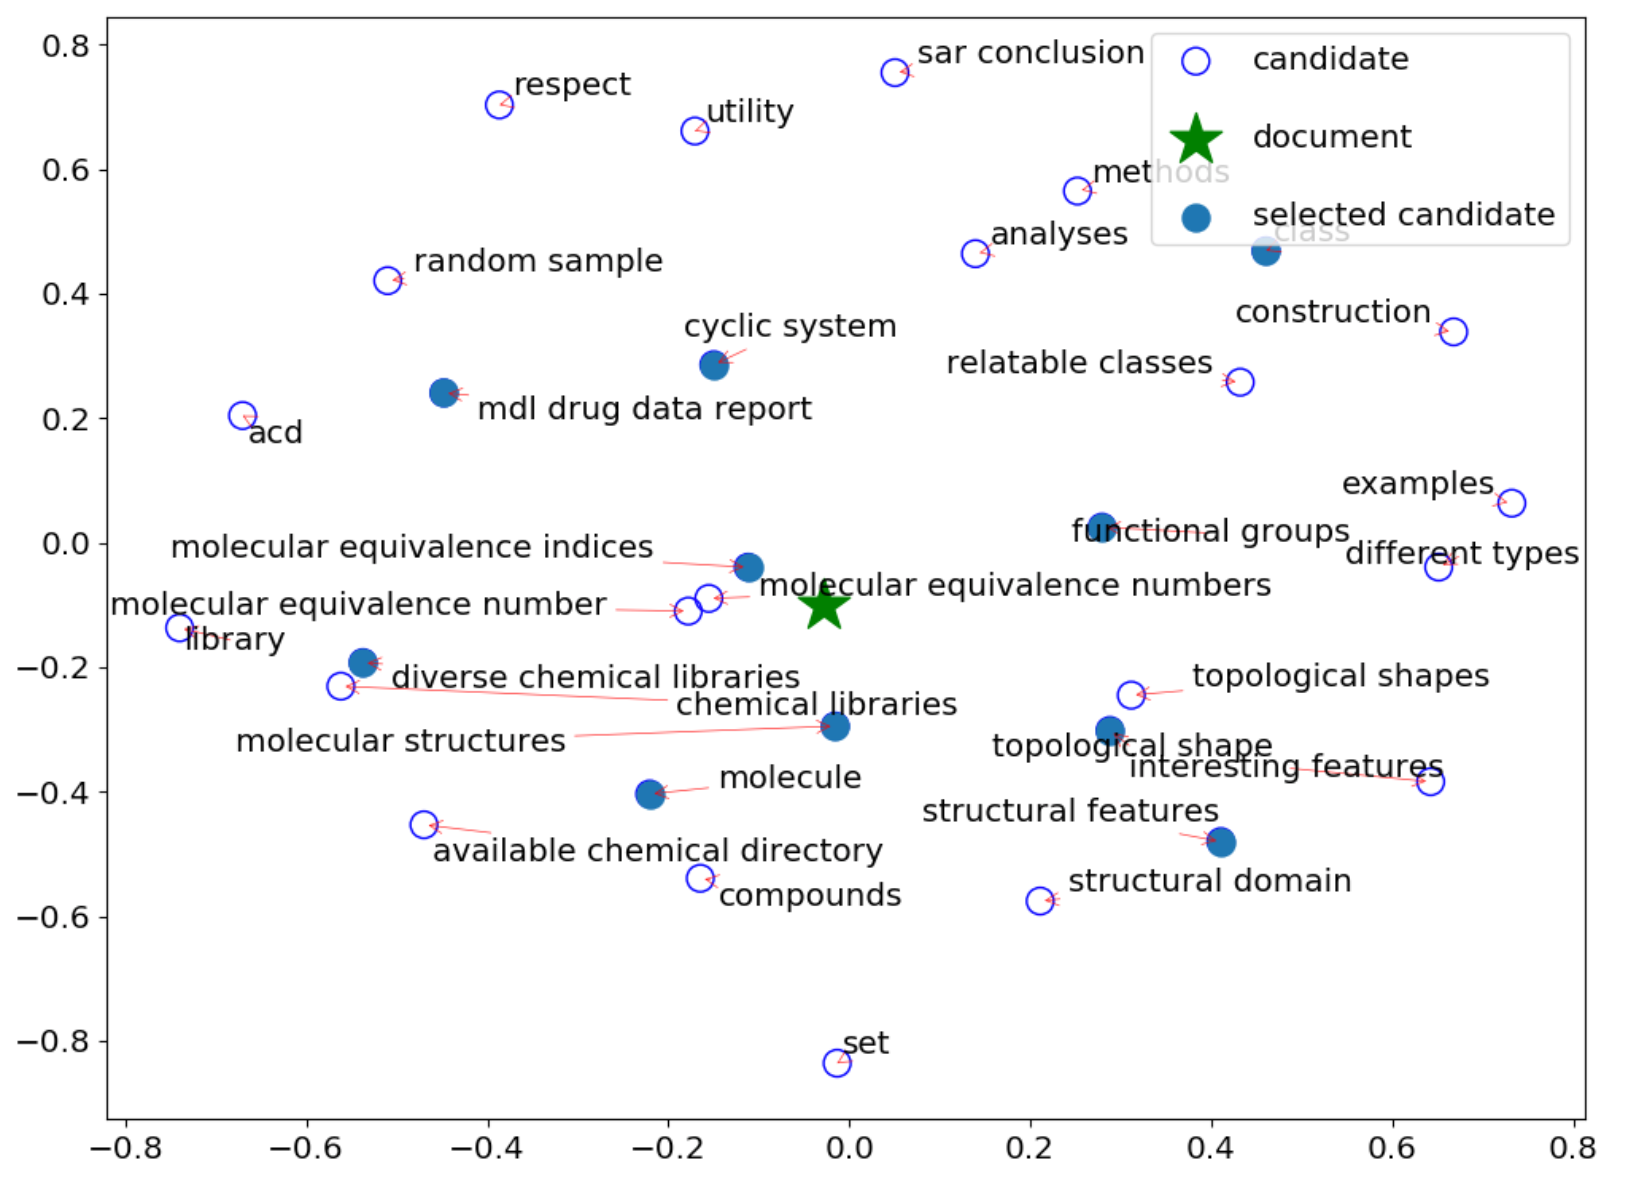 0.8
0.6
0.4
0.2
0.0
−0.2
−0.4
−0.6
−0.8
−0.8
−0.6
−0.4
−0.2
0.0
0.2
0.4
0.6
0.8
candidate
document
selected candidate
sar conclusion
respect
utility
methods
analyses
class
random sample
construction
cyclic system
relatable classes
mdl drug data report
acd
examples
functional groups
molecular equivalence indices
different types
molecular equivalence numbers
molecular equivalence number
library
diverse chemical libraries
topological shapes
chemical libraries
molecular structures
topological shape
interesting features
molecule
structural features
available chemical directory
structural domain
compounds
set